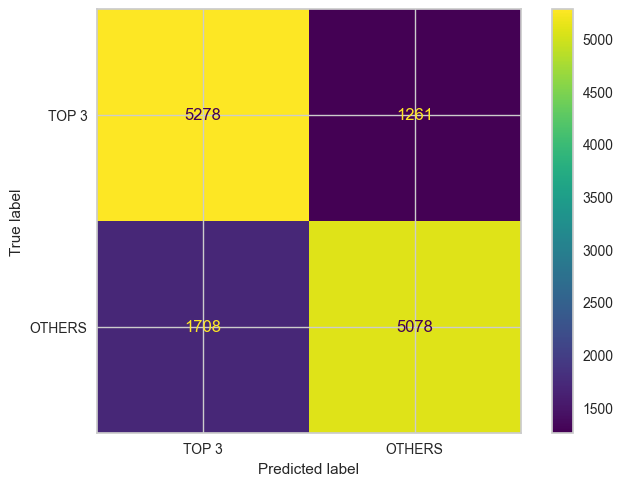 TOP 3
OTHERS
True label
5278
1261
1708
5078
TOP 3
OTHERS
Predicted label
5000
4500
4000
3500
3000
2500
2000
1500